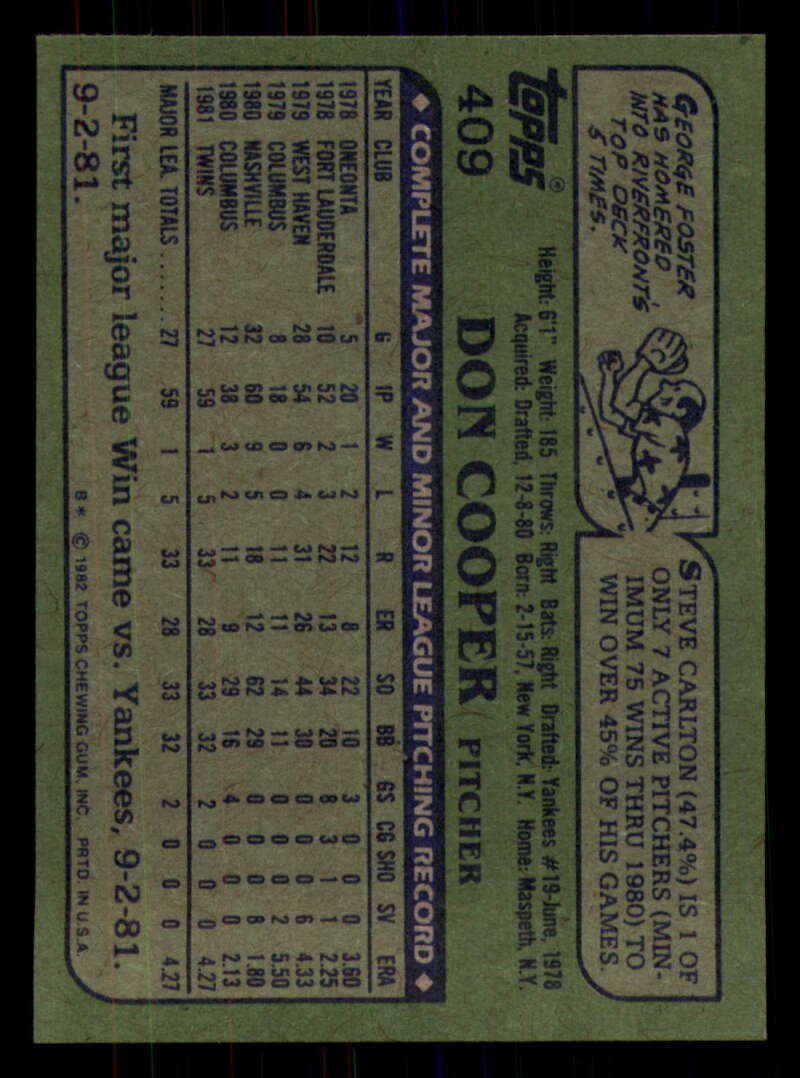 GEORGE FOSTER
HAS HOMERED
INTO RIVERFRONT'S
TOP DECK
5 TIMES.
STEVE CARLTON (47.4%) IS 1 OF
ONLY 7 ACTIVE PITCHERS (MIN-
IMUM 75 WINS THRU 1980) TO
WIN OVER 45% OF HIS GAMES.
TOPPS®
409
Height: 6'1" Weight: 185 Throws: Right Bats: Right Drafted: Yankees #19-June, 1978
Acquired: Drafted, 12-8-80 Born: 2-15-57, New York, N.Y. Home: Maspeth, N.Y.
DON COOPER PITCHER
◆ COMPLETE MAJOR AND MINOR LEAGUE PITCHING RECORD ◆
YEAR CLUB G IP W L R ER SO BB GS CG SHO SV ERA
1978 ONEONTA 5 20 1 2 12 8 22 10 3 0 0 0 3.60
1978 FORT LAUDERDALE 10 52 2 3 22 13 34 20 8 3 1 1 2.25
1979 WEST HAVEN 28 54 6 4 31 26 44 30 0 0 0 6 4.33
1979 COLUMBUS 8 18 0 0 11 11 14 11 0 0 0 2 5.50
1980 NASHVILLE 32 60 9 5 18 12 62 29 0 0 0 8 1.80
1980 COLUMBUS 12 38 3 2 11 9 29 16 4 0 0 0 2.13
1981 TWINS 27 59 1 5 33 28 33 32 2 0 0 0 4.27
MAJOR LEA. TOTALS ....... 27 59 1 5 33 28 33 32 2 0 0 0 4.27
First major league Win came vs. Yankees, 9-2-81.
9-2-81.
B* © 1982 TOPPS CHEWING GUM, INC. PRTD. IN U.S.A.